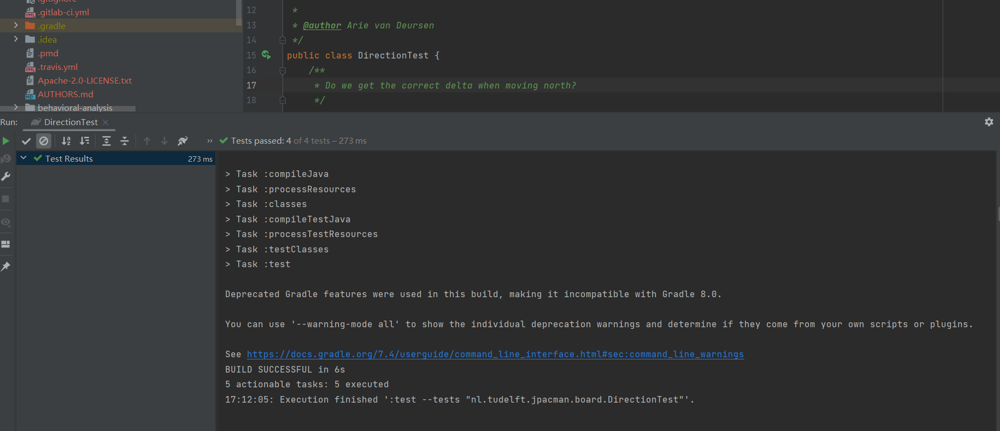 .gitignore
.gitlab-ci.yml
.gradle
.idea
.pmd
.travis.yml
Apache-2.0-LICENSE.txt
AUTHORS.md
behavioral-analysis
12 *
13 * @author Arie van Deursen
14 */
15 public class DirectionTest {
16 /**
17 * Do we get the correct delta when moving north?
18 */
Run: DirectionTest
Tests passed: 4 of 4 tests – 273 ms
Test Results 273 ms
> Task :compileJava
> Task :processResources
> Task :classes
> Task :compileTestJava
> Task :processTestResources
> Task :testClasses
> Task :test
Deprecated Gradle features were used in this build, making it incompatible with Gradle 8.0.
You can use '--warning-mode all' to show the individual deprecation warnings and determine if they come from your own scripts or plugins.
See https://docs.gradle.org/7.4/userguide/command_line_interface.html#sec:command_line_warnings
BUILD SUCCESSFUL in 6s
5 actionable tasks: 5 executed
17:12:05: Execution finished ':test --tests "nl.tudelft.jpacman.board.DirectionTest"'.